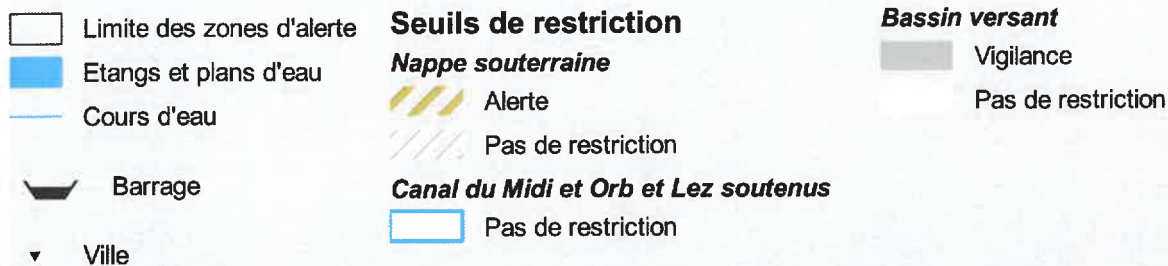 Limite des zones d'alerte
Etangs et plans d'eau
Cours d'eau
Barrage
Ville
Seuils de restriction
Nappe souterraine
Alerte
Pas de restriction
Canal du Midi et Orb et Lez soutenus
Pas de restriction
Bassin versant
Vigilance
Pas de restriction